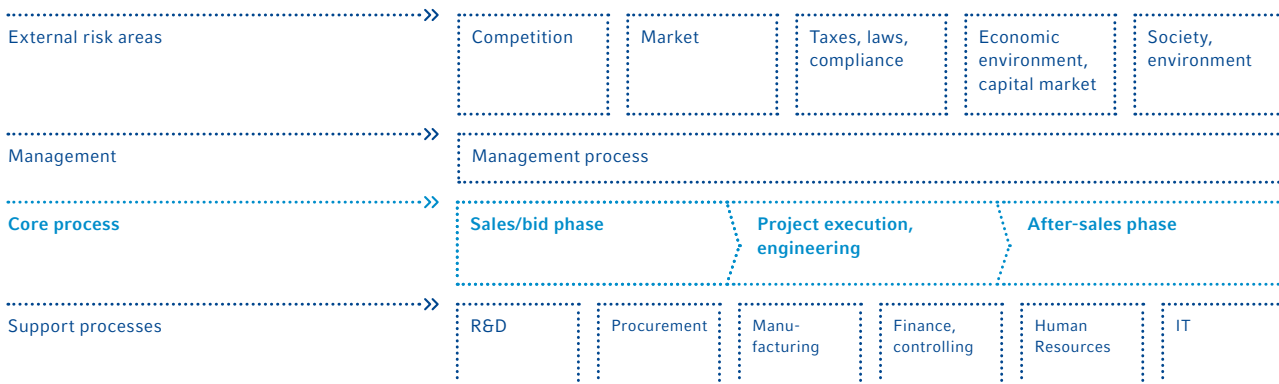 External risk areas
Competition
Market
Taxes, laws,
compliance
Economic
environment,
capital market
Society,
environment
Management
Management process
Core process
Sales/bid phase
Project execution,
engineering
After-sales phase
Support processes
R&D
Procurement
Manu-
facturing
Finance,
controlling
Human
Resources
IT